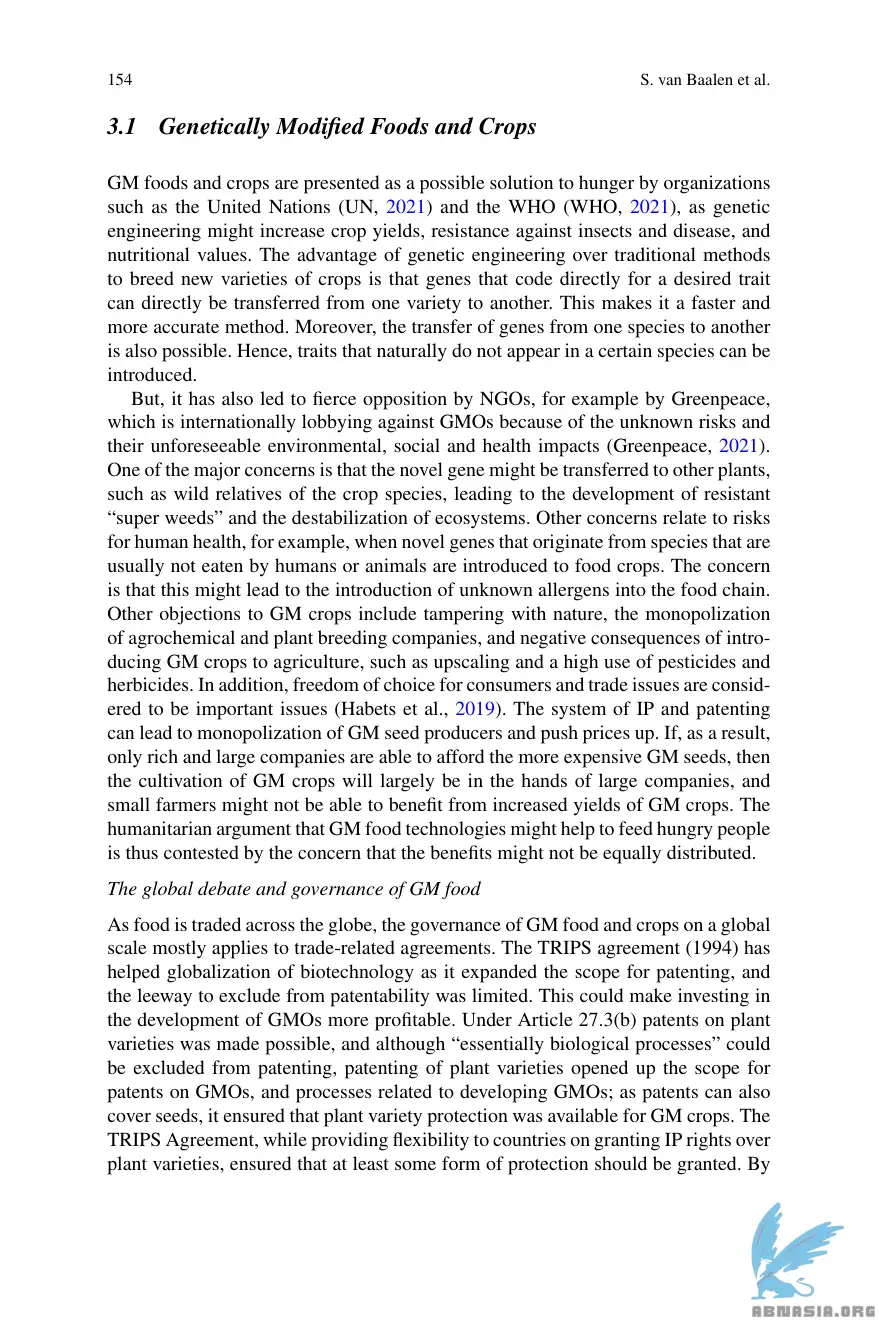 154 S. van Baalen et al.
3.1 Genetically Modified Foods and Crops
GM foods and crops are presented as a possible solution to hunger by organizations
such as the United Nations (UN, 2021) and the WHO (WHO, 2021), as genetic
engineering might increase crop yields, resistance against insects and disease, and
nutritional values. The advantage of genetic engineering over traditional methods
to breed new varieties of crops is that genes that code directly for a desired trait
can directly be transferred from one variety to another. This makes it a faster and
more accurate method. Moreover, the transfer of genes from one species to another
is also possible. Hence, traits that naturally do not appear in a certain species can be
introduced.
But, it has also led to fierce opposition by NGOs, for example by Greenpeace,
which is internationally lobbying against GMOs because of the unknown risks and
their unforeseeable environmental, social and health impacts (Greenpeace, 2021).
One of the major concerns is that the novel gene might be transferred to other plants,
such as wild relatives of the crop species, leading to the development of resistant
“super weeds” and the destabilization of ecosystems. Other concerns relate to risks
for human health, for example, when novel genes that originate from species that are
usually not eaten by humans or animals are introduced to food crops. The concern
is that this might lead to the introduction of unknown allergens into the food chain.
Other objections to GM crops include tampering with nature, the monopolization
of agrochemical and plant breeding companies, and negative consequences of intro-
ducing GM crops to agriculture, such as upscaling and a high use of pesticides and
herbicides. In addition, freedom of choice for consumers and trade issues are consid-
ered to be important issues (Habets et al., 2019). The system of IP and patenting
can lead to monopolization of GM seed producers and push prices up. If, as a result,
only rich and large companies are able to afford the more expensive GM seeds, then
the cultivation of GM crops will largely be in the hands of large companies, and
small farmers might not be able to benefit from increased yields of GM crops. The
humanitarian argument that GM food technologies might help to feed hungry people
is thus contested by the concern that the benefits might not be equally distributed.
The global debate and governance of GM food
As food is traded across the globe, the governance of GM food and crops on a global
scale mostly applies to trade-related agreements. The TRIPS agreement (1994) has
helped globalization of biotechnology as it expanded the scope for patenting, and
the leeway to exclude from patentability was limited. This could make investing in
the development of GMOs more profitable. Under Article 27.3(b) patents on plant
varieties was made possible, and although “essentially biological processes” could
be excluded from patenting, patenting of plant varieties opened up the scope for
patents on GMOs, and processes related to developing GMOs; as patents can also
cover seeds, it ensured that plant variety protection was available for GM crops. The
TRIPS Agreement, while providing flexibility to countries on granting IP rights over
plant varieties, ensured that at least some form of protection should be granted. By
ABNASIA.ORG